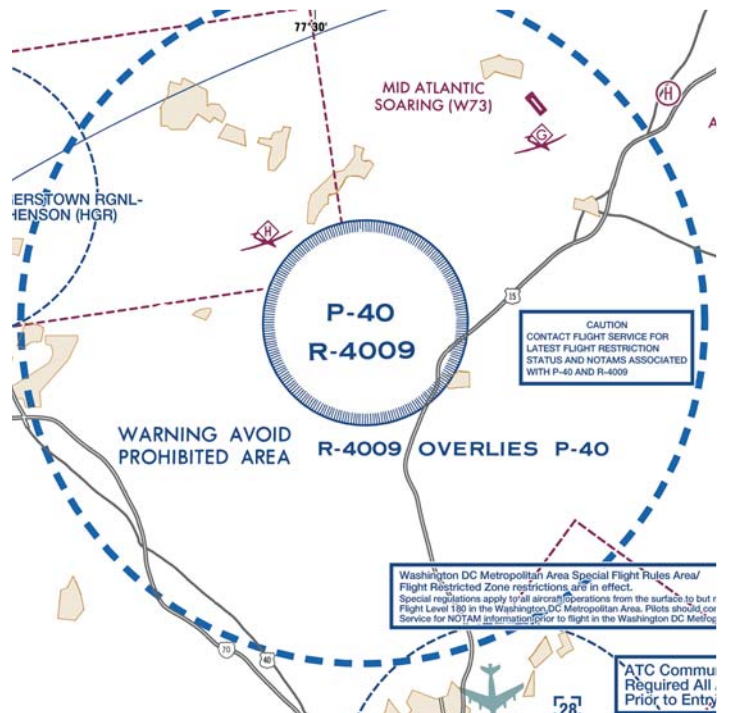 77°30'
MID ATLANTIC
SOARING (W73)
H
G
A
ERSTOWN RGNL-
HENSON (HGR)
H
P-40
R-4009
15
CAUTION
CONTACT FLIGHT SERVICE FOR
LATEST FLIGHT RESTRICTION
STATUS AND NOTAMS ASSOCIATED
WITH P-40 AND R-4009
WARNING AVOID
PROHIBITED AREA
R-4009 OVERLIES P-40
Washington DC Metropolitan Area Special Flight Rules Area/
Flight Restricted Zone restrictions are in effect.
Special regulations apply to all aircraft operations from the surface to but n
Flight Level 180 in the Washington DC Metropolitan Area. Pilots should con
Service for NOTAM information prior to flight in the Washington DC Metrop
70
40
28
ATC Commu
Required All
Prior to Entry